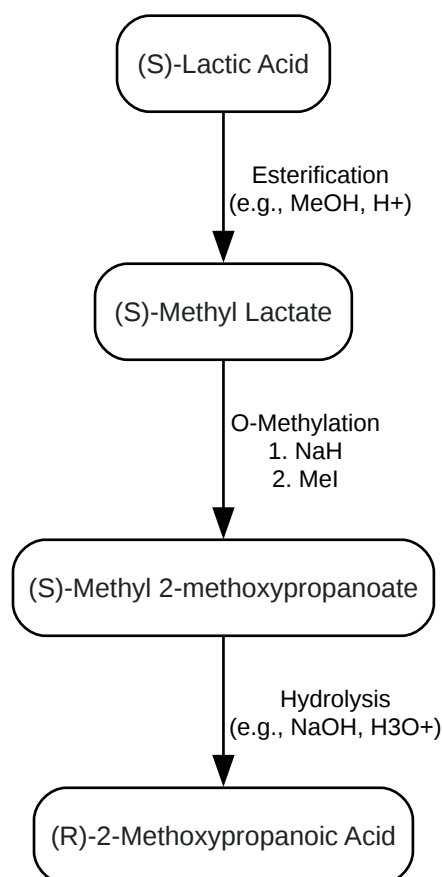 (S)-Lactic Acid
Esterification
(e.g., MeOH, H+)
(S)-Methyl Lactate
O-Methylation
1. NaH
2. MeI
(S)-Methyl 2-methoxypropanoate
Hydrolysis
(e.g., NaOH, H3O+)
(R)-2-Methoxypropanoic Acid